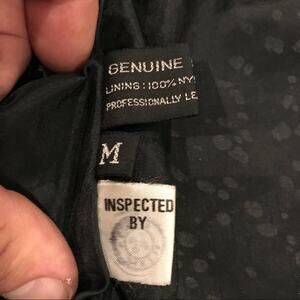 GENUINE
LINING: 100% NY
PROFESSIONALLY LE
M
INSPECTED
BY